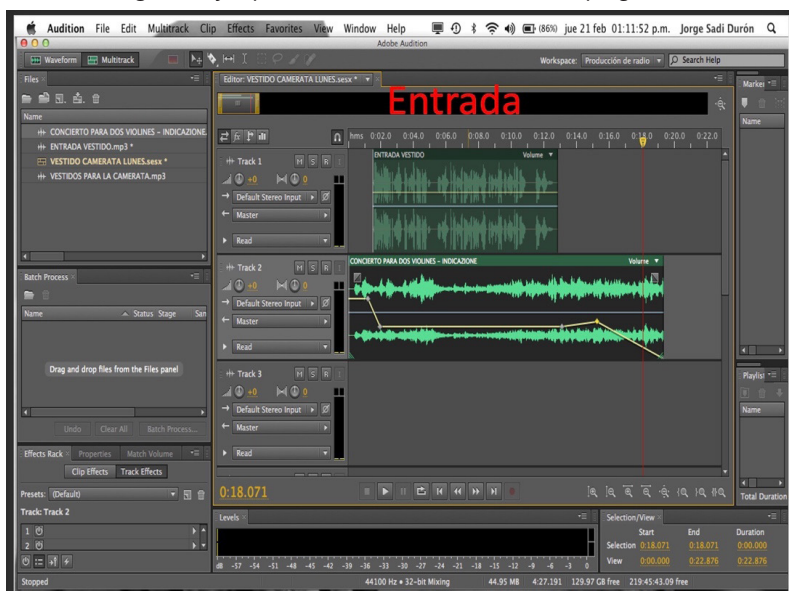 Audition File Edit Multitrack Clip Effects Favorites View Window Help (86%) jue 21 feb 01:11:52 p.m. Jorge Sadi Durón
Adobe Audition
Waveform Multitrack Workspace: Producción de radio Search Help
Files
Editor: VESTIDO CAMERATA LUNES.sesx *
Entrada
Name
CONCIERTO PARA DOS VIOLINES - INDICAZIONE
ENTRADA VESTIDO.mp3 *
VESTIDO CAMERATA LUNES.sesx *
VESTIDOS PARA LA CAMERATA.mp3
hms 0:02.0 0:04.0 0:06.0 0:08.0 0:10.0 0:12.0 0:14.0 0:16.0 0:18.0 0:20.0 0:22.0
Track 1 M S R I
+0 0
Default Stereo Input
Master
Read
ENTRADA VESTIDO Volume
Track 2 M S R I
+0 0
Default Stereo Input
Master
Read
CONCIERTO PARA DOS VIOLINES - INDICAZIONE Volume
Track 3 M S R I
+0 0
Default Stereo Input
Master
Read
Batch Process
Name Status Stage San
Drag and drop files from the Files panel
Undo Clear All Batch Process...
Effects Rack Properties Match Volume
Clip Effects Track Effects
Presets: (Default)
Track: Track 2
1
2
0:18.071
Levels
dB -57 -54 -51 -48 -45 -42 -39 -36 -33 -30 -27 -24 -21 -18 -15 -12 -9 -6 -3 0
Marker
Name
Playlist
Name
Total Duration
Selection/View
Start End Duration
Selection 0:18.071 0:18.071 0:00.000
View 0:00.000 0:22.876 0:22.876
Stopped 44100 Hz • 32-bit Mixing 44.95 MB 4:27.191 129.97 GB free 219:45:43.09 free